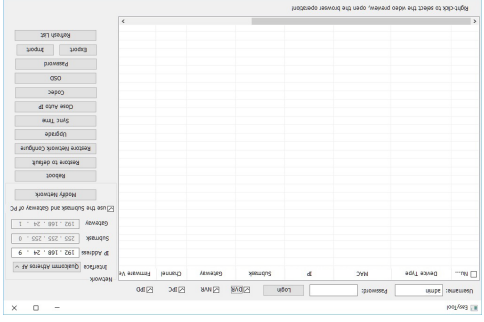 EasyTool
Username: admin Password: Login DVR NVR IPC IPD
Nu... Device Type MAC IP Submask Gateway Channel Firmware Ve
Network
Interface Qualcomm Atheros AR
IP Address 192 . 168 . 24 . 9
Submask 255 . 255 . 255 . 0
Gateway 192 . 168 . 24 . 1
use the Submask and Gateway of PC
Modify Network
Reboot
Restore to default
Restore Network Configure
Upgrade
Sync Time
Close Auto IP
Codec
OSD
Password
Export Import
Refresh List
Right-click to select the video preview, open the browser operation!